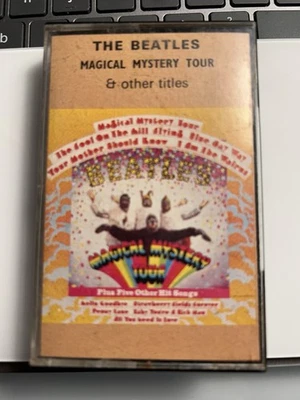 THE BEATLES
MAGICAL MYSTERY TOUR
& other titles
Magical Mystery Tour
The Fool On The Hill Flying Blue Jay Way
Your Mother Should Know I Am The Walrus
BEATLES
MAGICAL MYSTERY
TOUR
Plus Five Other Hit Songs
Hello Goodbye Strawberry Fields Forever
Penny Lane Baby You're A Rich Man
All You Need Is Love